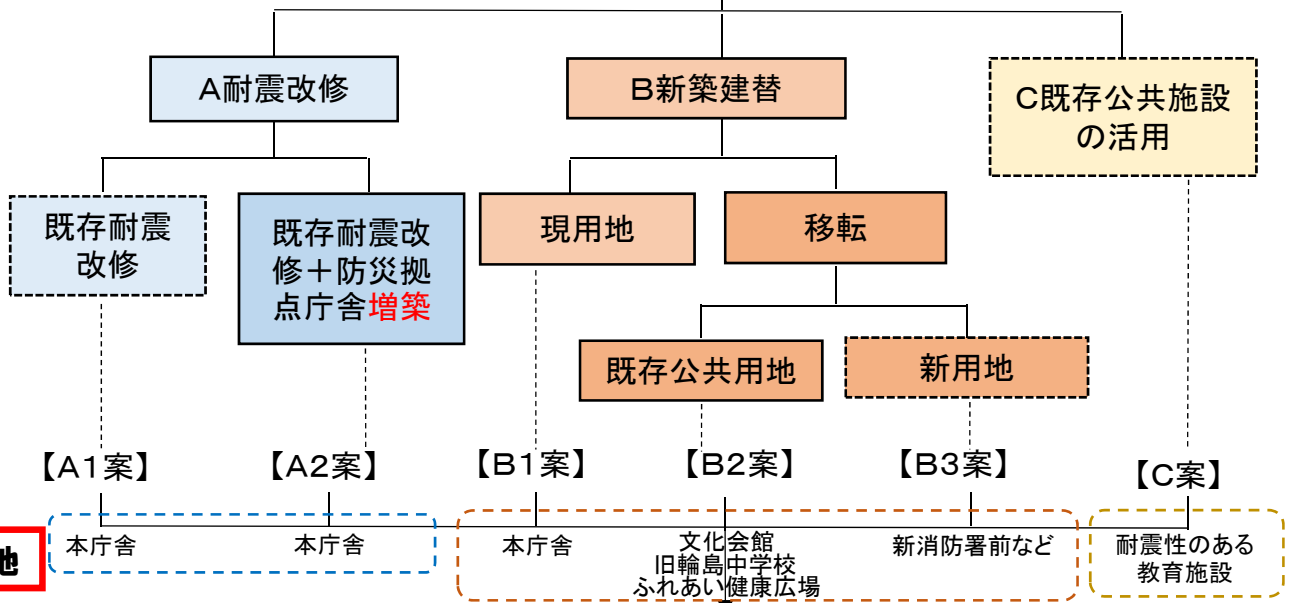 A耐震改修
B新築建替
C既存公共施設
の活用
既存耐震
改修
既存耐震改
修＋防災拠
点庁舎増築
現用地
移転
既存公共用地
新用地
【A1案】
【A2案】
【B1案】
【B2案】
【B3案】
【C案】
地
本庁舎
本庁舎
本庁舎
文化会館
旧輪島中学校
ふれあい健康広場
新消防署前など
耐震性のある
教育施設